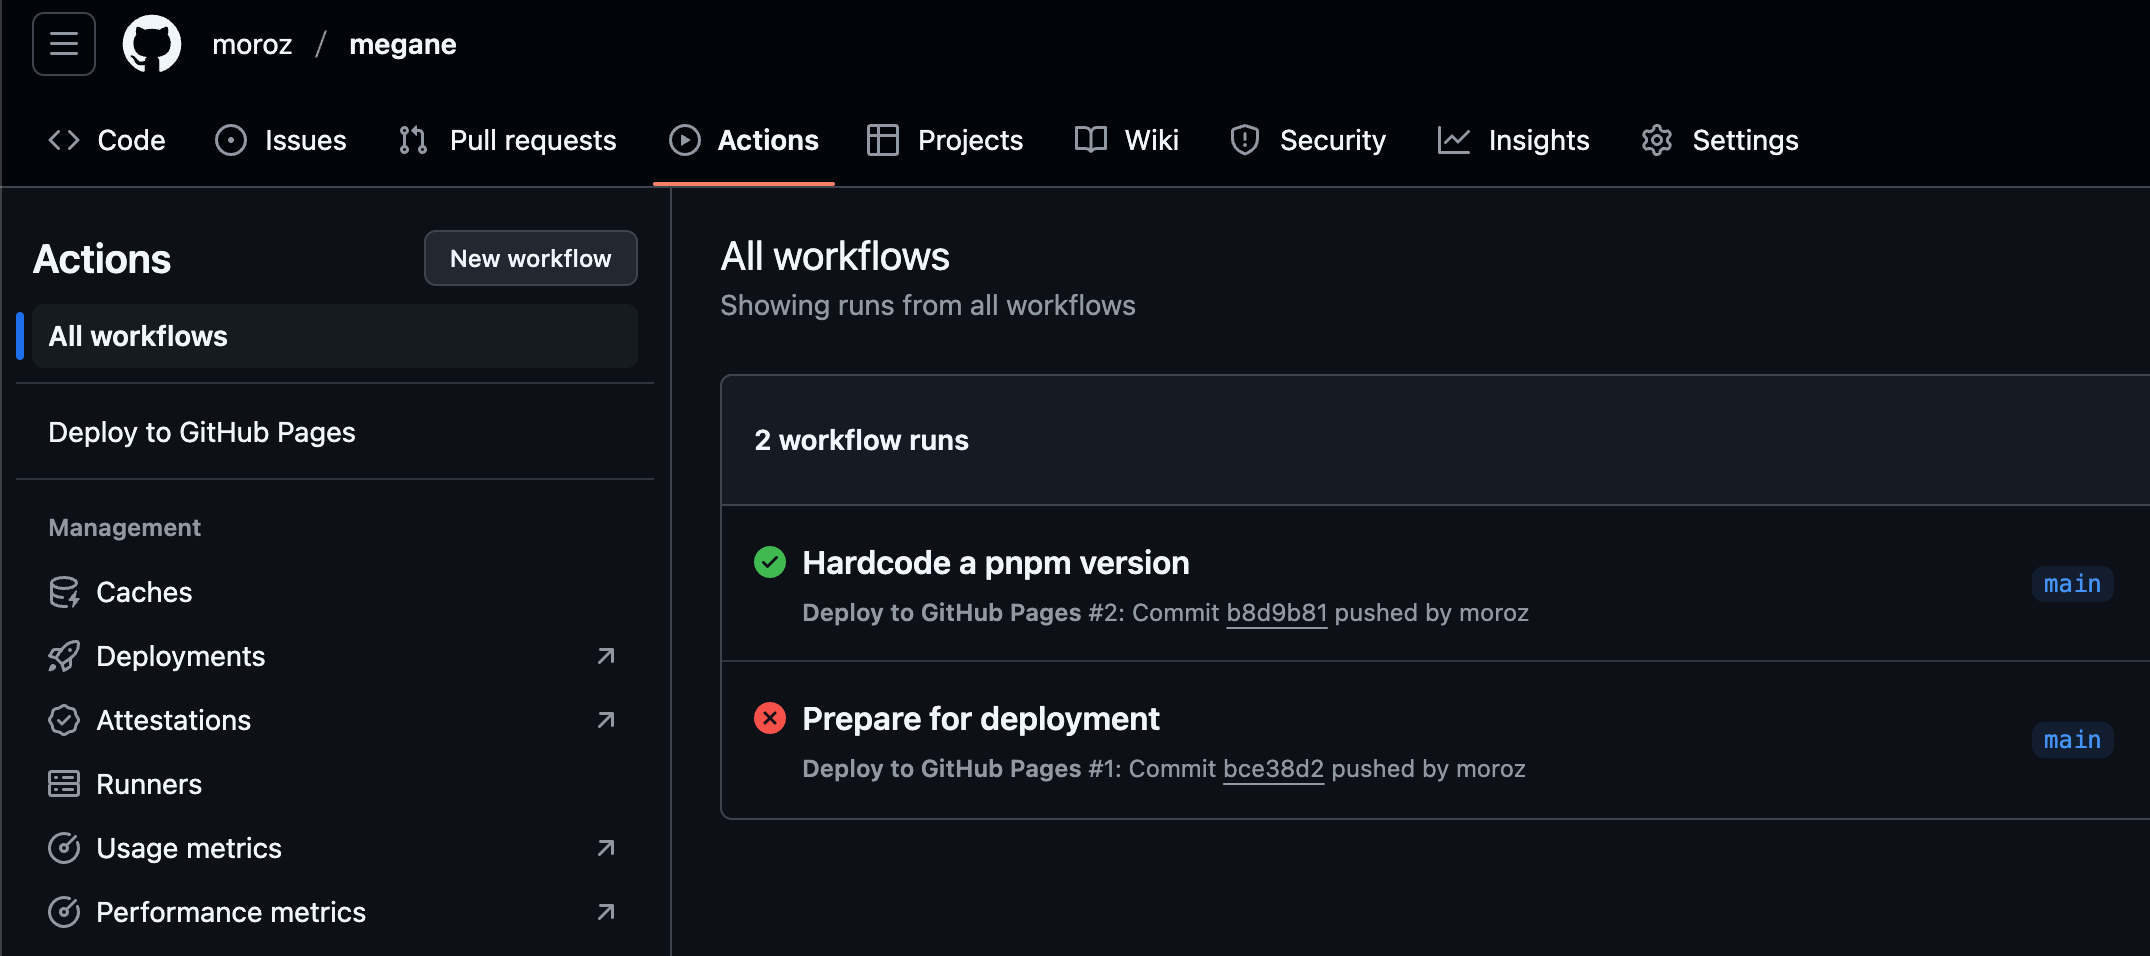 moroz / megane
Code Issues Pull requests Actions Projects Wiki Security Insights Settings
Actions
New workflow
All workflows
Deploy to GitHub Pages
Management
Caches
Deployments
Attestations
Runners
Usage metrics
Performance metrics
All workflows
Showing runs from all workflows
2 workflow runs
Hardcode a pnpm version
Deploy to GitHub Pages #2: Commit b8d9b81 pushed by moroz
main
Prepare for deployment
Deploy to GitHub Pages #1: Commit bce38d2 pushed by moroz
main